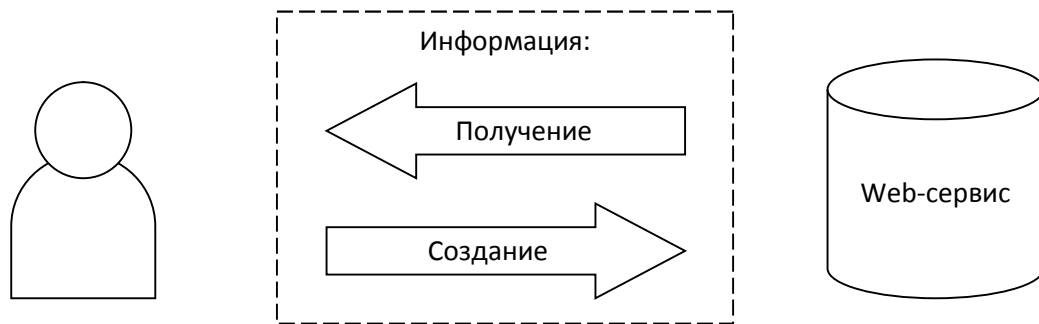 Информация:
Получение
Web-сервис
Создание